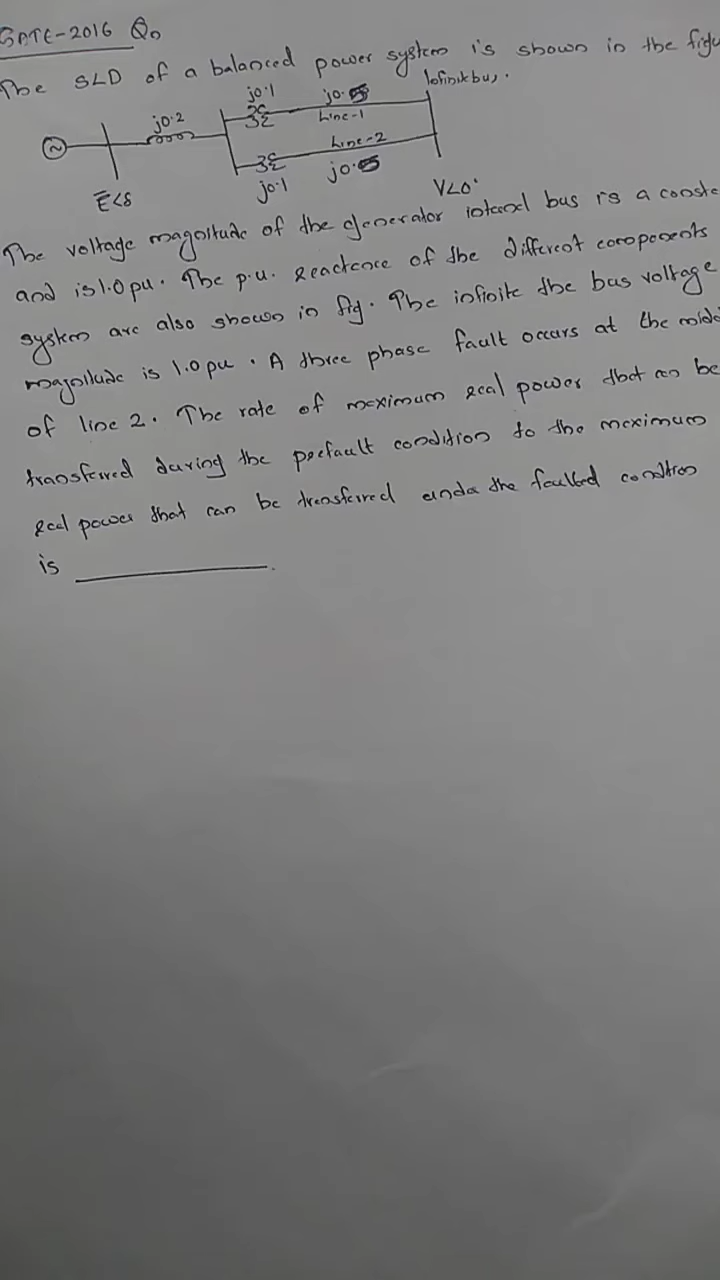 GATE-2016 Qn
The SLD of a balanced power system is shown in the figu
Infinite bus.
j0.1 j0.5
j0.2
Line-1
Line-2
j0.1 j0.5
E<δ
V<0°
The voltage magnitude of the generator internal bus is a consta
and is 1.0 pu. The p.u. reactance of the different components
system are also shown in fig. The infinite the bus voltage
magnitude is 1.0 pu. A three phase fault occurs at the midd
of line 2. The rate of maximum real power that can be
transferred during the prefault condition to the maximum
real power that can be transferred under the faulted condition
is